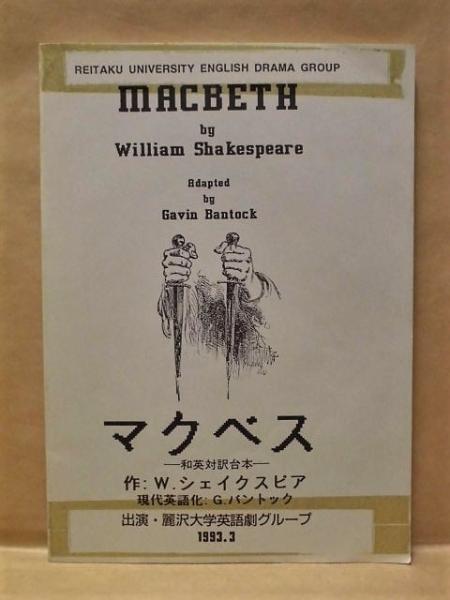 REITAKU UNIVERSITY ENGLISH DRAMA GROUP
MACBETH
by
William Shakespeare
Adapted
by
Gavin Bantock
マクベス
―和英対訳台本―
作:W.シェイクスピア
現代英語化:G.バントック
出演・麗沢大学英語劇グループ
1993.3